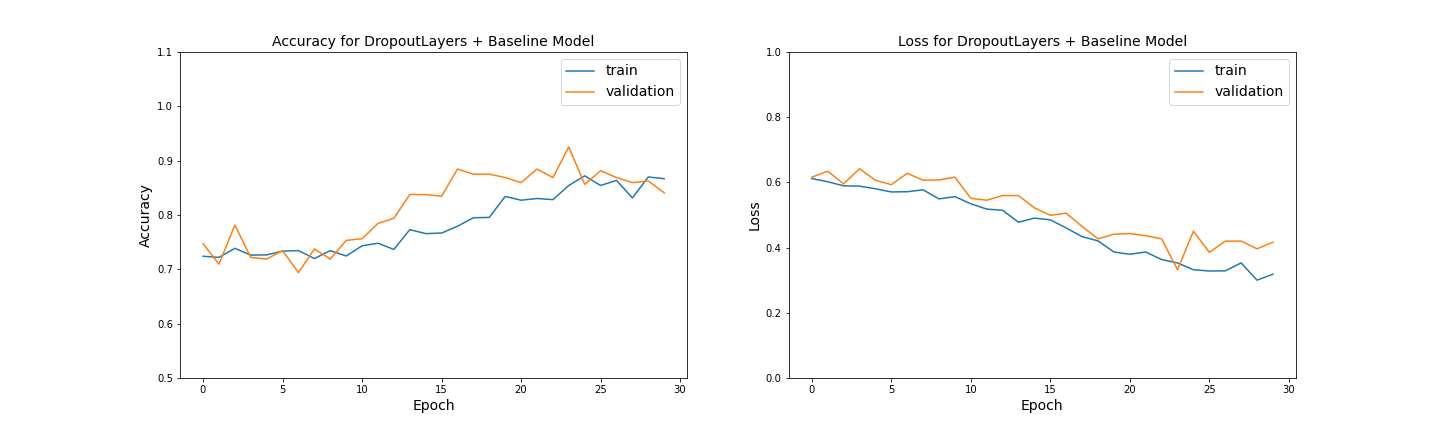 Accuracy for DropoutLayers + Baseline Model
1.1
1.0
0.9
0.8
0.7
0.6
0.5
Accuracy
train
validation
0 5 10 15 20 25 30
Epoch
Loss for DropoutLayers + Baseline Model
1.0
0.8
0.6
0.4
0.2
0.0
Loss
train
validation
0 5 10 15 20 25 30
Epoch